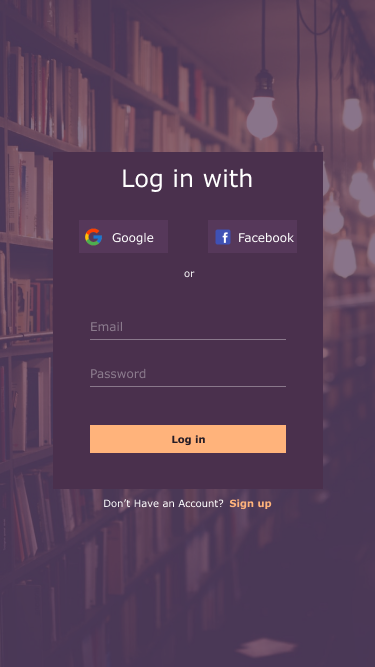 Log in with
Google Facebook
or
Email
Password
Log in
Don't Have an Account? Sign up